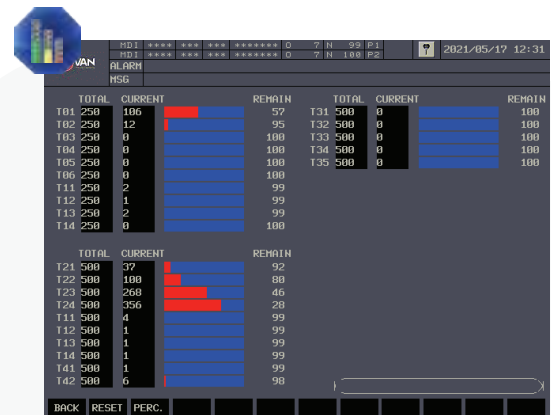 MDI **** *** *** ******* O 7 N 99 P1
MDI **** *** *** ******* O 7 N 100 P2
2021/05/17 12:31
VAN
ALARM
MSG
TOTAL CURRENT REMAIN
T01 250 106 57
T02 250 12 95
T03 250 0 100
T04 250 0 100
T05 250 0 100
T06 250 0 100
T11 250 2 99
T12 250 1 99
T13 250 2 99
T14 250 0 100
TOTAL CURRENT REMAIN
T31 500 0 100
T32 500 0 100
T33 500 0 100
T34 500 0 100
T35 500 0 100
TOTAL CURRENT REMAIN
T21 500 37 92
T22 500 100 80
T23 500 268 46
T24 500 356 28
T11 500 4 99
T12 500 1 99
T13 500 1 99
T14 500 1 99
T41 500 1 99
T42 500 6 98
BACK RESET PERC.